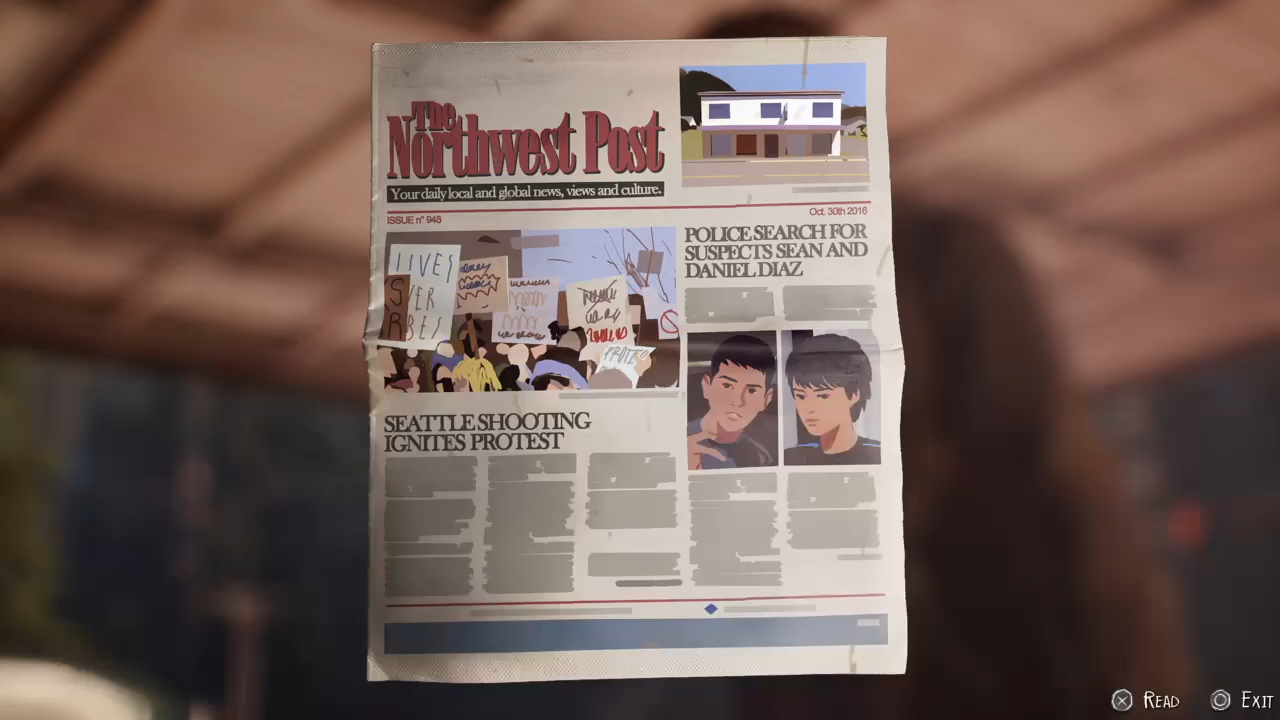 The
Northwest Post
Your daily local and global news, views and culture.
ISSUE n° 948
Oct. 30th 2016
LIVES
POLICE SEARCH FOR
SUSPECTS SEAN AND
DANIEL DIAZ
SEATTLE SHOOTING
IGNITES PROTEST
READ
EXIT